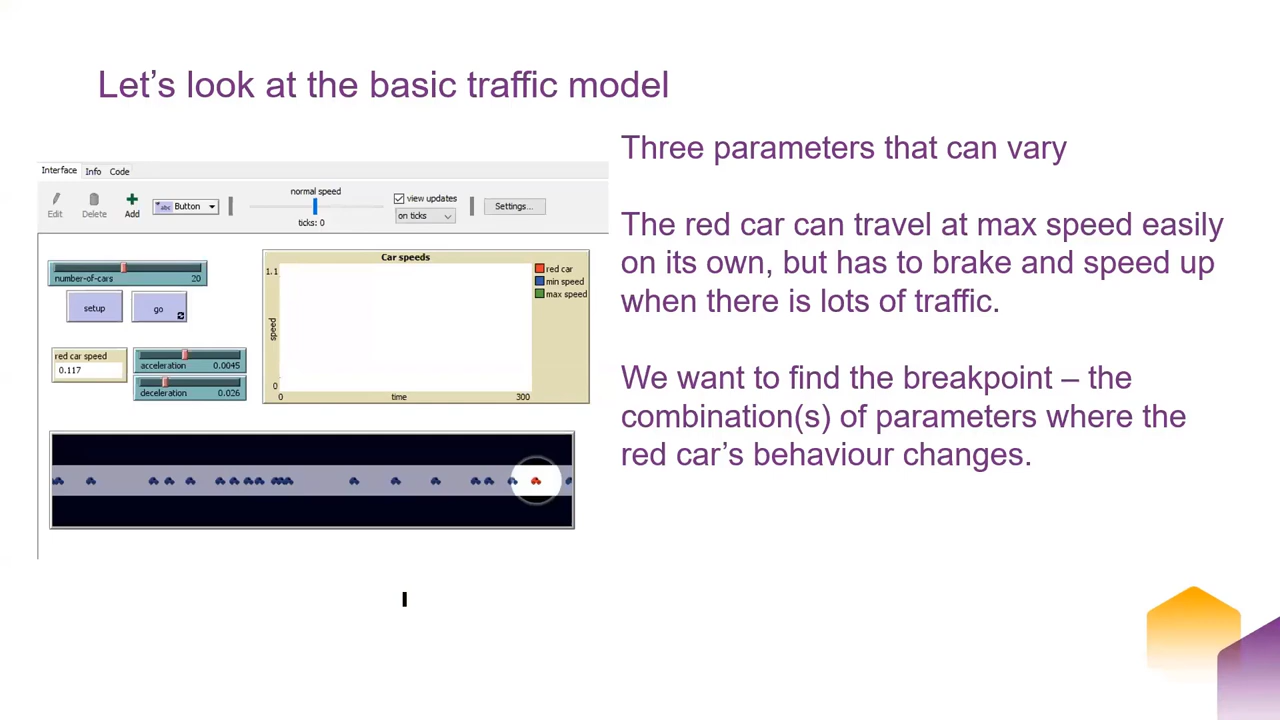 Let's look at the basic traffic model
Three parameters that can vary
The red car can travel at max speed easily
on its own, but has to brake and speed up
when there is lots of traffic.
We want to find the breakpoint – the
combination(s) of parameters where the
red car's behaviour changes.
Interface Info Code
normal speed
view updates
Edit Delete Add abc Button on ticks Settings...
ticks: 0
number-of-cars 20
setup go
red car speed
0.117
acceleration 0.0045
deceleration 0.026
Car speeds
1.1
speed
0
0 time 300
red car
min speed
max speed